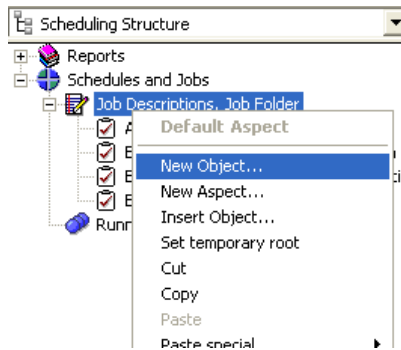 Scheduling Structure
Reports
Schedules and Jobs
Job Descriptions, Job Folder
Default Aspect
New Object...
New Aspect...
Insert Object...
Set temporary root
Cut
Copy
Paste
Paste special